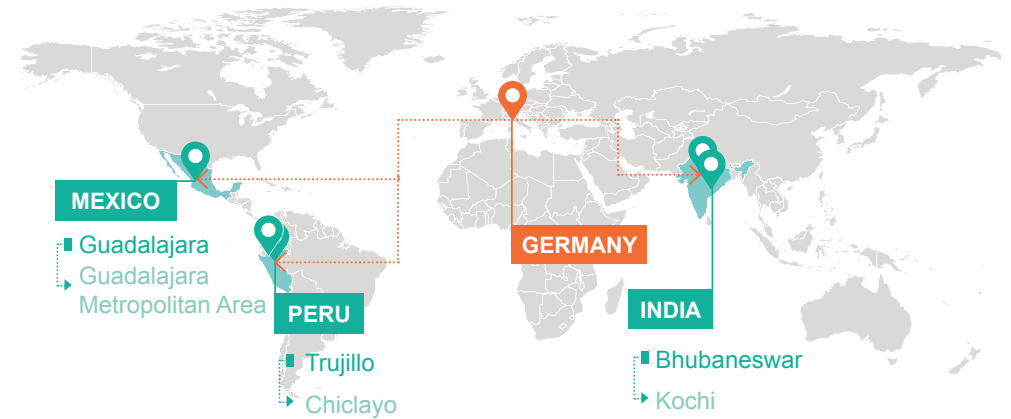 MEXICO
Guadalajara
Guadalajara
Metropolitan Area
PERU
Trujillo
Chiclayo
GERMANY
INDIA
Bhubaneswar
Kochi